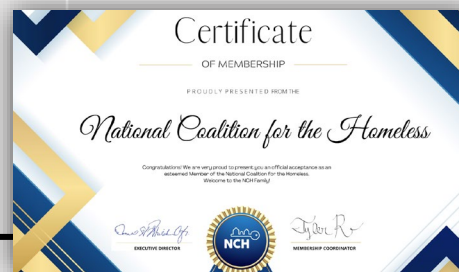 Certificate
OF MEMBERSHIP
PROUDLY PRESENTED FROM THE
National Coalition for the Homeless
Congratulations! We are very proud to present you an official acceptance as an
esteemed Member of the National Coalition for the Homeless.
Welcome to the NCH Family!
NCH
EXECUTIVE DIRECTOR
MEMBERSHIP COORDINATOR